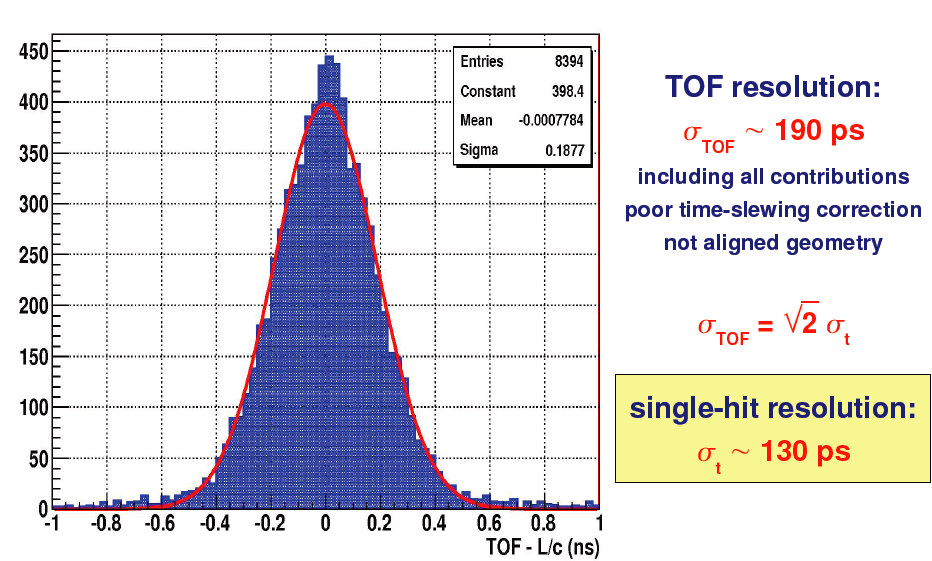 450
400
350
300
250
200
150
100
50
0
-1 -0.8 -0.6 -0.4 -0.2 0 0.2 0.4 0.6 0.8 1
TOF - L/c (ns)
Entries 8394
Constant 398.4
Mean -0.0007784
Sigma 0.1877
TOF resolution:
σTOF ~ 190 ps
including all contributions
poor time-slewing correction
not aligned geometry
σTOF = √2 σt
single-hit resolution:
σt ~ 130 ps